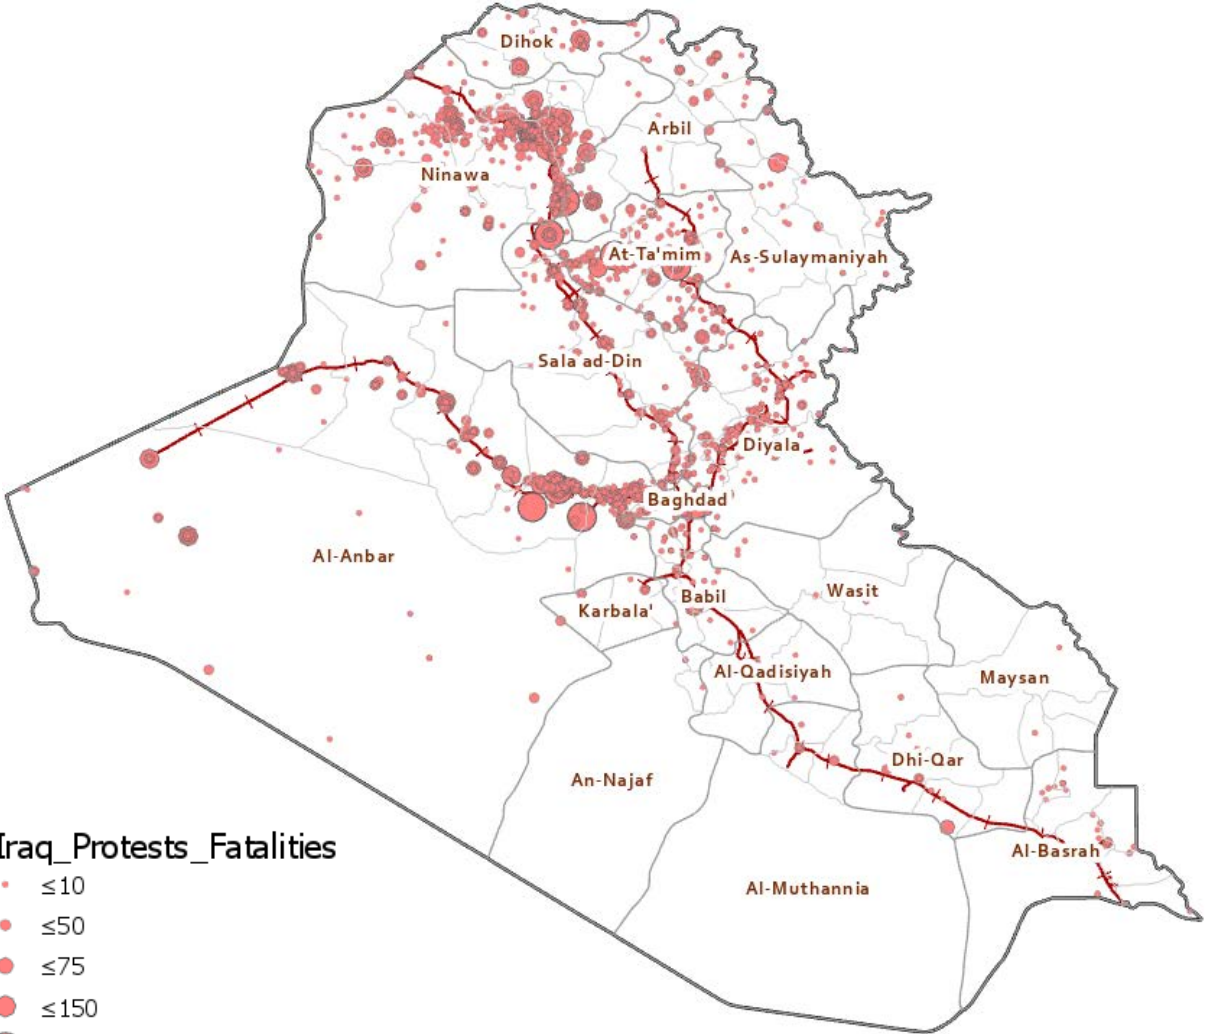 Dihok
Arbil
Ninawa
At-Ta'mim
As-Sulaymaniyah
Sala ad-Din
Diyala
Baghdad
Al-Anbar
Babil
Wasit
Karbala'
Al-Qadisiyah
Maysan
Dhi-Qar
An-Najaf
Al-Basrah
Al-Muthannia
Iraq_Protests_Fatalities
≤10
≤50
≤75
≤150